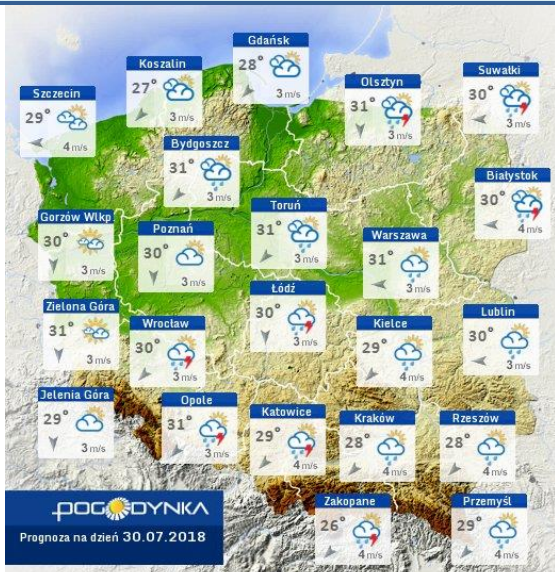 Gdańsk
28°
3 m/s
Koszalin
27°
3 m/s
Suwałki
30°
3 m/s
Olsztyn
31°
3 m/s
Szczecin
29°
4 m/s
Bydgoszcz
31°
3 m/s
Białystok
30°
4 m/s
Toruń
31°
3 m/s
Gorzów Wlkp
30°
3 m/s
Poznań
30°
3 m/s
Warszawa
31°
3 m/s
Łódź
30°
3 m/s
Zielona Góra
31°
3 m/s
Wrocław
30°
3 m/s
Kielce
29°
4 m/s
Lublin
30°
3 m/s
Jelenia Góra
29°
3 m/s
Opole
31°
3 m/s
Katowice
29°
4 m/s
Kraków
28°
4 m/s
Rzeszów
28°
4 m/s
Zakopane
26°
4 m/s
Przemyśl
29°
4 m/s
POGODYNKA
Prognoza na dzień 30.07.2018